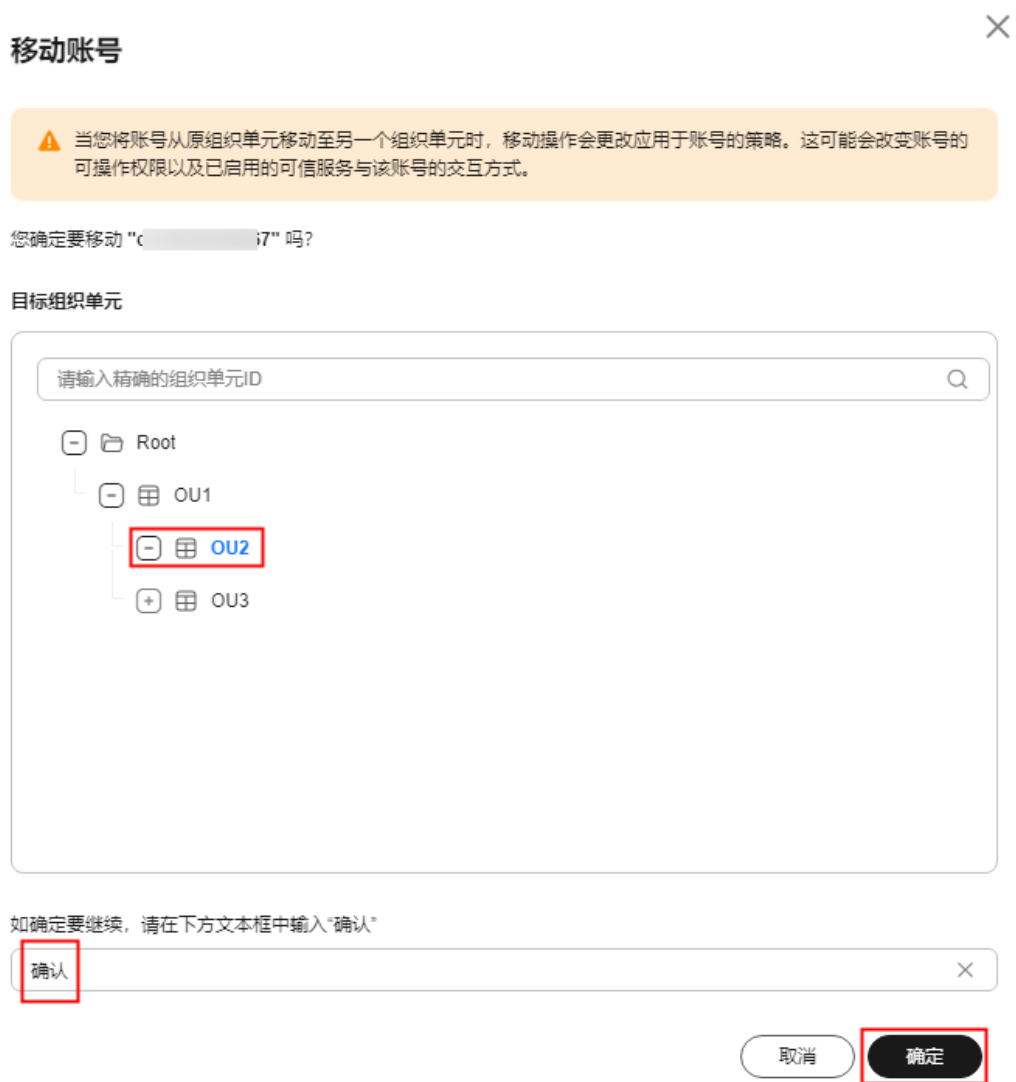 移动账号
当您将账号从原组织单元移动至另一个组织单元时，移动操作会更改应用于账号的策略。这可能会改变账号的
可操作权限以及已启用的可信服务与该账号的交互方式。
您确定要移动 "c 67" 吗？
目标组织单元
请输入精确的组织单元ID
Root
OU1
OU2
OU3
如确定要继续，请在下方文本框中输入“确认”
确认
取消 确定